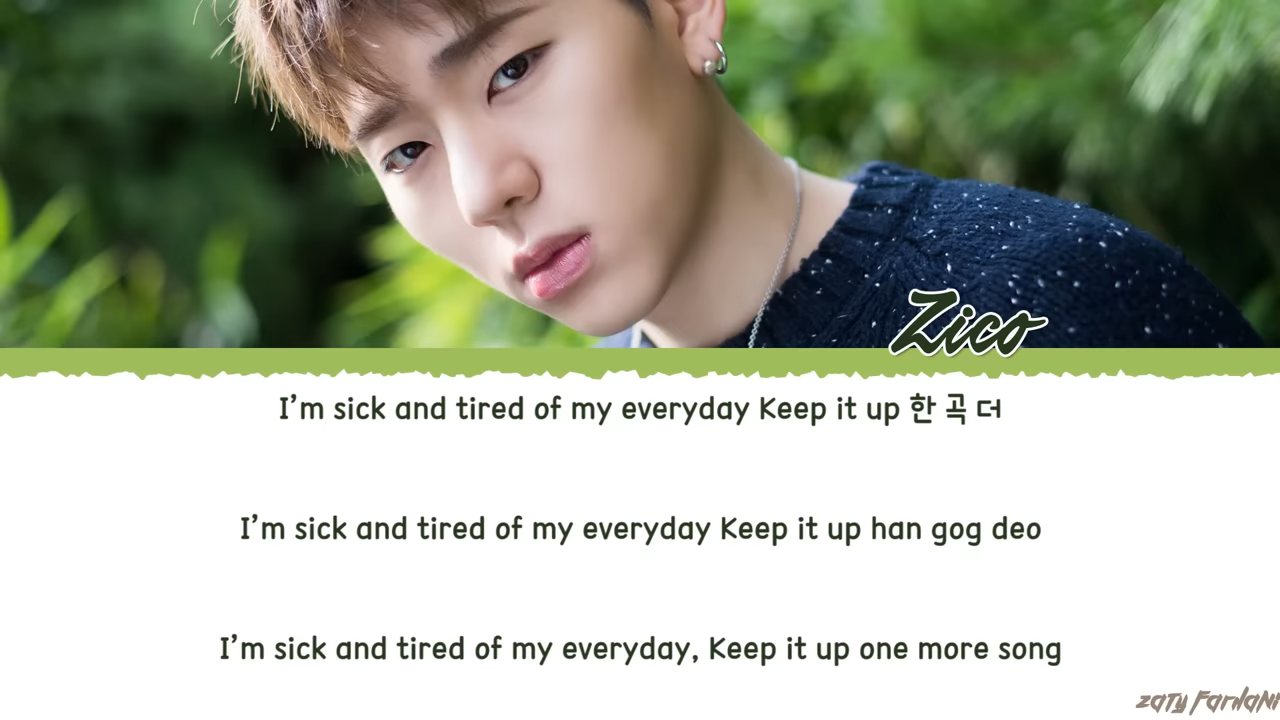 Zico
I'm sick and tired of my everyday Keep it up 한 곡 더
I'm sick and tired of my everyday Keep it up han gog deo
I'm sick and tired of my everyday, Keep it up one more song
zaty Farhani